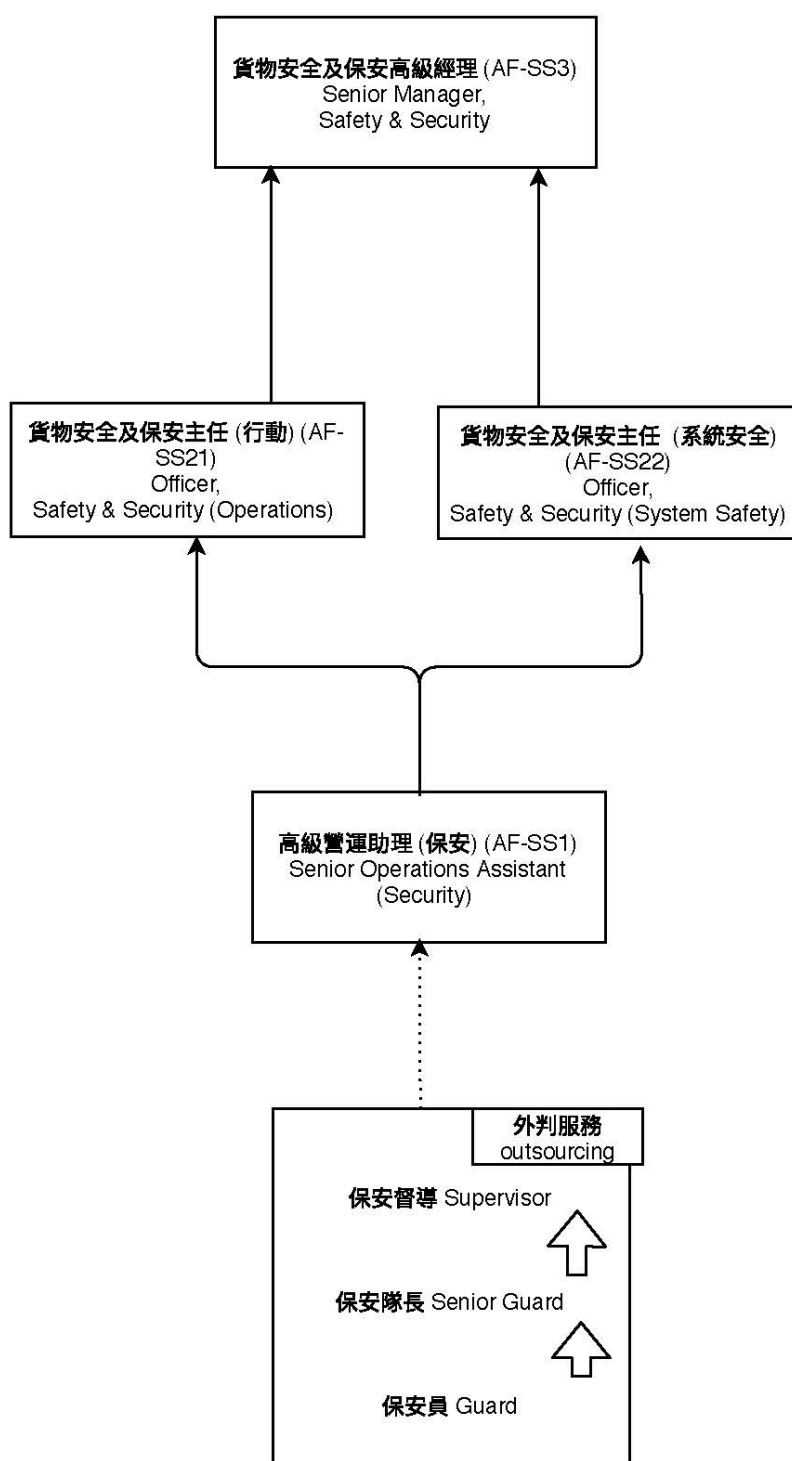 貨物安全及保安高級經理 (AF-SS3)
Senior Manager,
Safety & Security
貨物安全及保安主任 (行動) (AF-
SS21)
Officer,
Safety & Security (Operations)
貨物安全及保安主任 (系統安全)
(AF-SS22)
Officer,
Safety & Security (System Safety)
高級營運助理 (保安) (AF-SS1)
Senior Operations Assistant
(Security)
外判服務
outsourcing
保安督導 Supervisor
保安隊長 Senior Guard
保安員 Guard